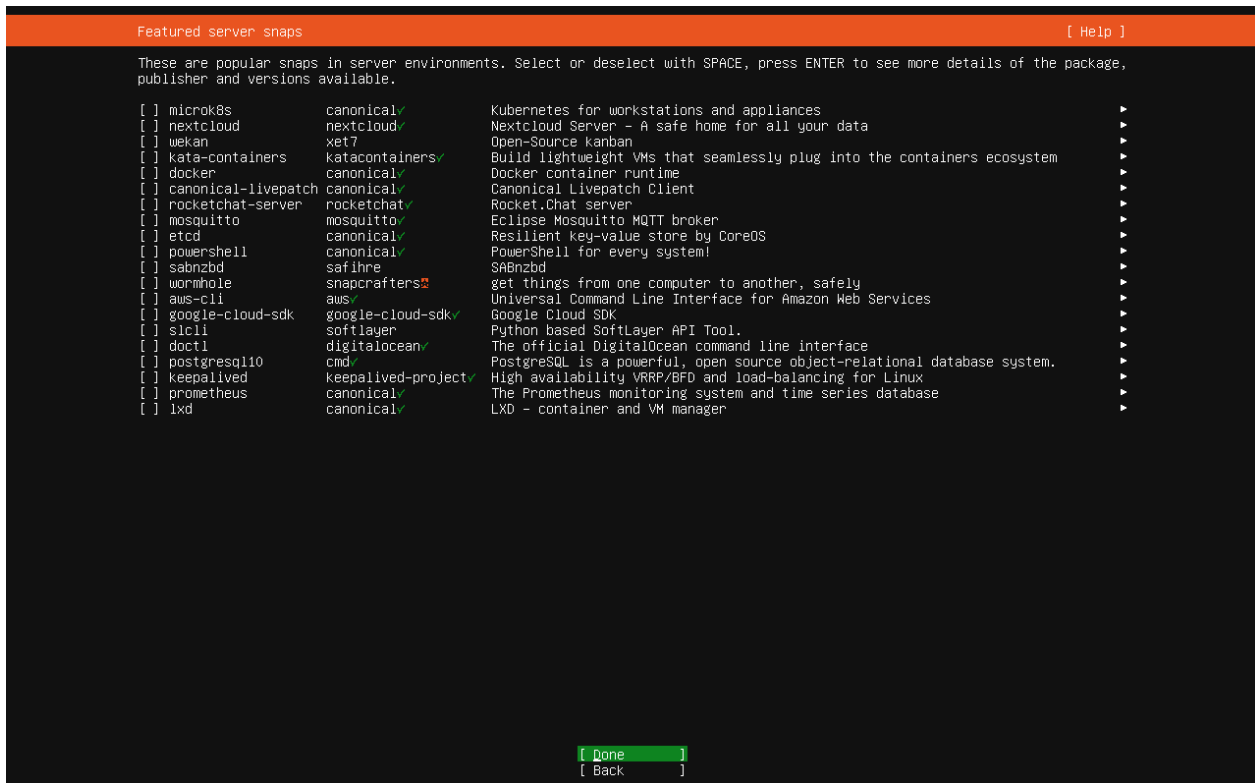 Featured server snaps [ Help ]
These are popular snaps in server environments. Select or deselect with SPACE, press ENTER to see more details of the package,
publisher and versions available.
[ ] microk8s canonical✓ Kubernetes for workstations and appliances ▸
[ ] nextcloud nextcloud✓ Nextcloud Server – A safe home for all your data ▸
[ ] wekan xet7 Open-Source kanban ▸
[ ] kata-containers katacontainers✓ Build lightweight VMs that seamlessly plug into the containers ecosystem ▸
[ ] docker canonical✓ Docker container runtime ▸
[ ] canonical-livepatch canonical✓ Canonical Livepatch Client ▸
[ ] rocketchat-server rocketchat✓ Rocket.Chat server ▸
[ ] mosquitto mosquitto✓ Eclipse Mosquitto MQTT broker ▸
[ ] etcd canonical✓ Resilient key-value store by CoreOS ▸
[ ] powershell canonical✓ PowerShell for every system! ▸
[ ] sabnzbd safihre SABnzbd ▸
[ ] wormhole snapcrafters get things from one computer to another, safely ▸
[ ] aws-cli aws✓ Universal Command Line Interface for Amazon Web Services ▸
[ ] google-cloud-sdk google-cloud-sdk✓ Google Cloud SDK ▸
[ ] slcli softlayer Python based SoftLayer API Tool. ▸
[ ] doctl digitalocean✓ The official DigitalOcean command line interface ▸
[ ] postgresql10 cmd✓ PostgreSQL is a powerful, open source object-relational database system. ▸
[ ] keepalived keepalived-project✓ High availability VRRP/BFD and load-balancing for Linux ▸
[ ] prometheus canonical✓ The Prometheus monitoring system and time series database ▸
[ ] lxd canonical✓ LXD – container and VM manager ▸
[ Done ]
[ Back ]